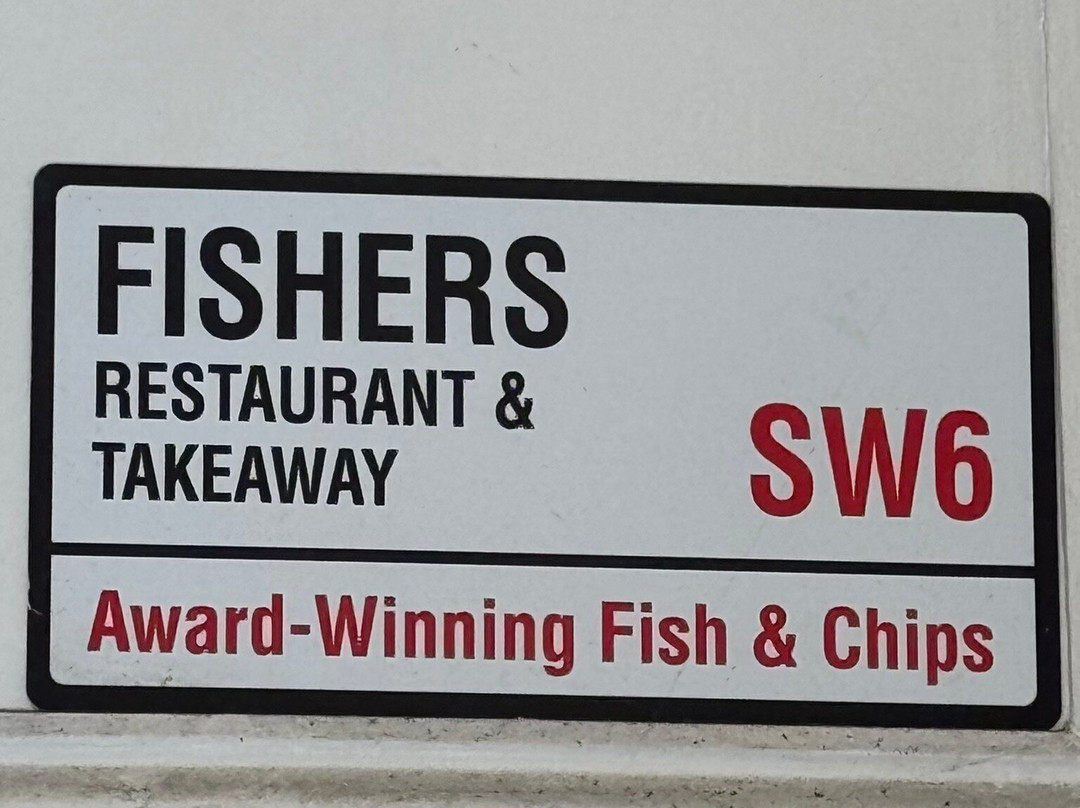 FISHERS
RESTAURANT &
TAKEAWAY
SW6
Award-Winning Fish & Chips